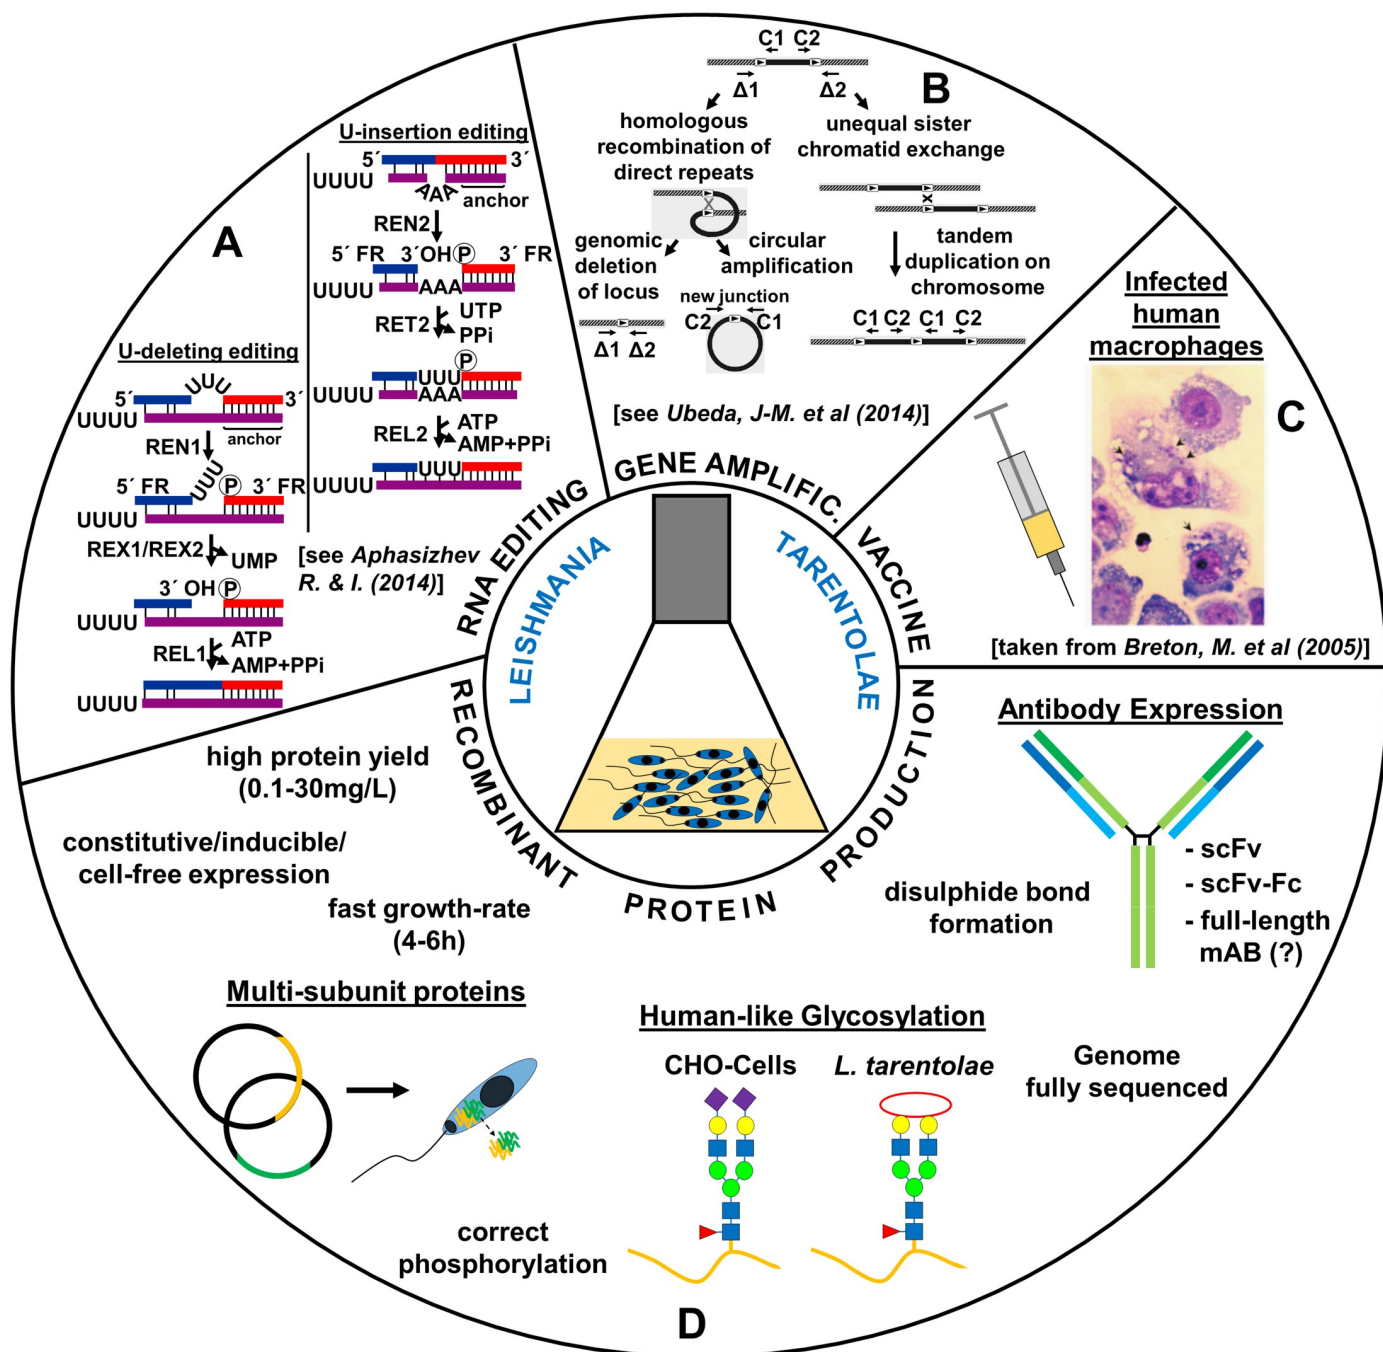 A
U-insertion editing
5´
3´
UUUU
AAA
anchor
REN2
5´ FR
3´OH
P
3´ FR
UUUU
AAA
RET2
UTP
PPi
P
UUU
UUUU
AAA
REL2
ATP
AMP+PPi
UUU
UUUU
U-deleting editing
UUU
5´
3´
UUUU
REN1
anchor
UUU
5´ FR
P
3´ FR
UUUU
REX1/REX2
UMP
3´ OH
P
UUUU
REL1
ATP
AMP+PPi
UUUU
[see Aphasizhev
R. & I. (2014)]
B
C1
C2
Δ1
Δ2
homologous
recombination of
direct repeats
unequal sister
chromatid exchange
X
x
genomic
deletion
of locus
circular
amplification
tandem
duplication on
chromosome
new junction
C2
C1
Δ1
Δ2
C1
C2
C1
C2
[see Ubeda, J-M. et al (2014)]
C
Infected
human
macrophages
[taken from Breton, M. et al (2005)]
RNA EDITING
GENE AMPLIFIC.
VACCINE
RECOMBINANT
PROTEIN
PRODUCTION
LEISHMANIA
TARENTOLAE
high protein yield
(0.1-30mg/L)
constitutive/inducible/
cell-free expression
fast growth-rate
(4-6h)
Multi-subunit proteins
correct
phosphorylation
Human-like Glycosylation
CHO-Cells
L. tarentolae
Antibody Expression
- scFv
- scFv-Fc
- full-length
mAB (?)
disulphide bond
formation
Genome
fully sequenced
D